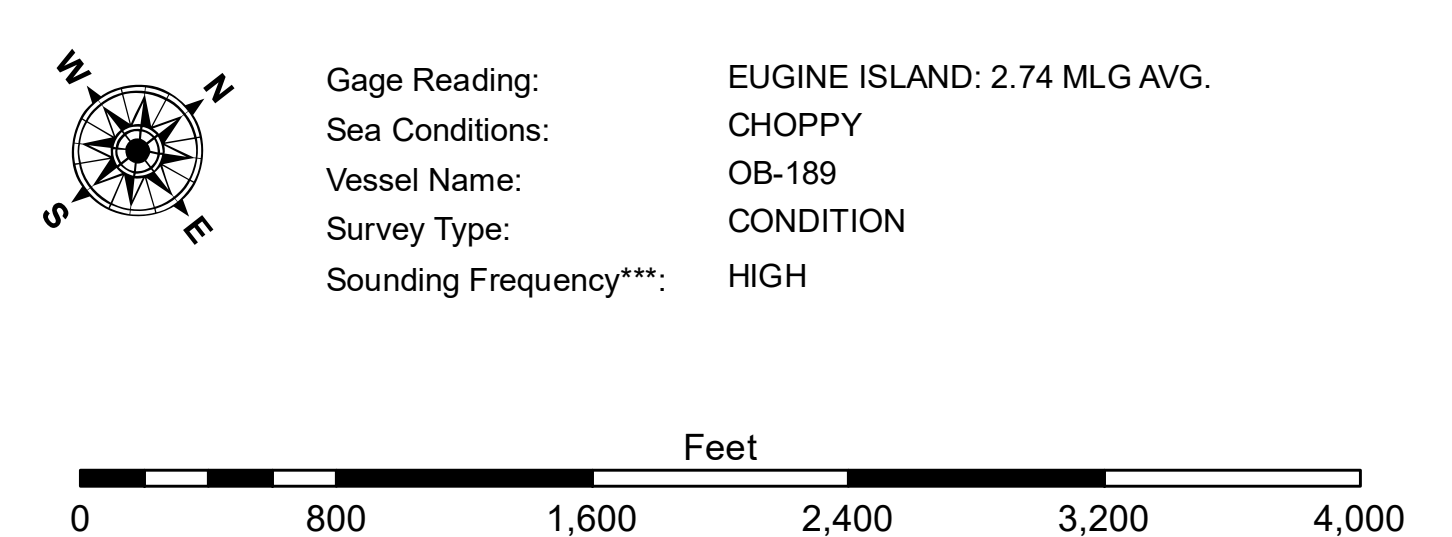 W
N
S
E
Gage Reading: EUGINE ISLAND: 2.74 MLG AVG.
Sea Conditions: CHOPPY
Vessel Name: OB-189
Survey Type: CONDITION
Sounding Frequency***: HIGH
Feet
0 800 1,600 2,400 3,200 4,000